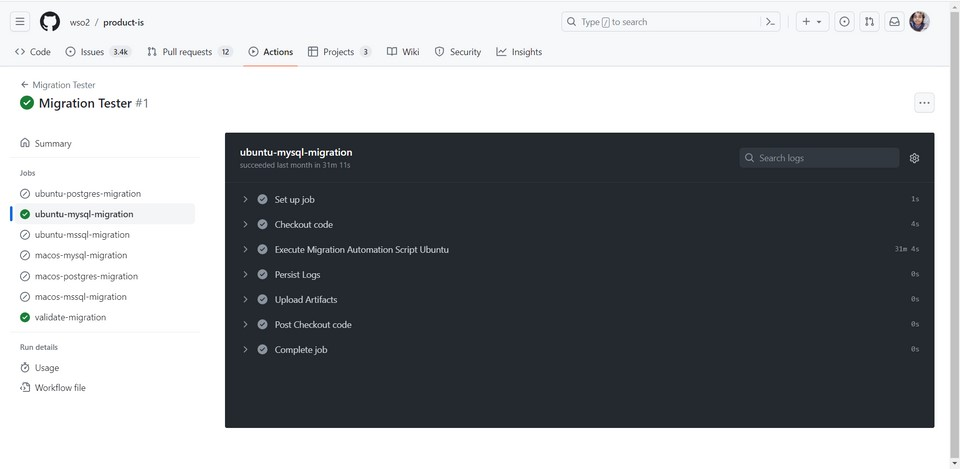 wso2 / product-is
Type / to search
Code
Issues 3.4k
Pull requests 12
Actions
Projects 3
Wiki
Security
Insights
Migration Tester
Migration Tester #1
Summary
Jobs
ubuntu-postgres-migration
ubuntu-mysql-migration
ubuntu-mssql-migration
macos-mysql-migration
macos-postgres-migration
macos-mssql-migration
validate-migration
Run details
Usage
Workflow file
ubuntu-mysql-migration
succeeded last month in 31m 11s
Search logs
Set up job 1s
Checkout code 4s
Execute Migration Automation Script Ubuntu 31m 4s
Persist Logs 0s
Upload Artifacts 0s
Post Checkout code 0s
Complete job 0s